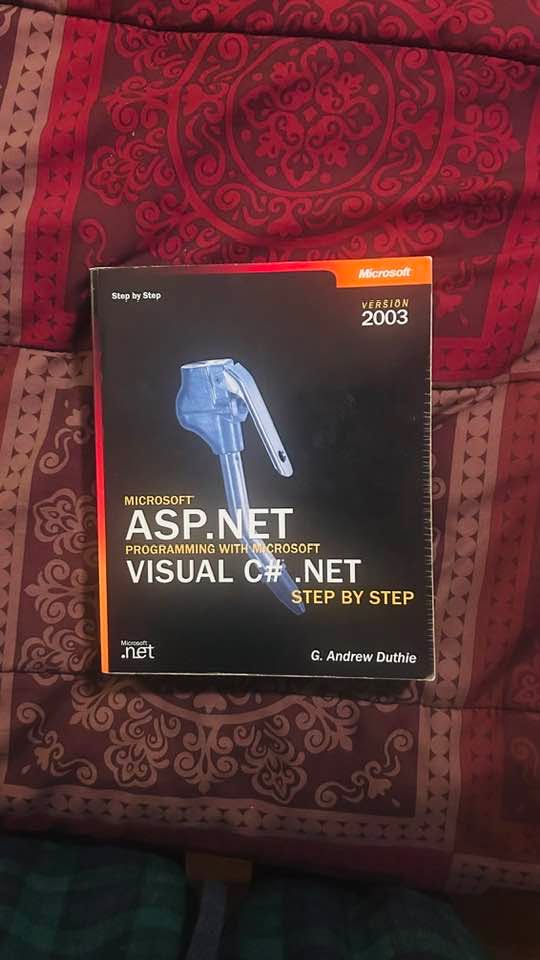 Microsoft
Step by Step
VERSION
2003
MICROSOFT®
ASP.NET
PROGRAMMING WITH MICROSOFT
VISUAL C# .NET
STEP BY STEP
Microsoft
.net
G. Andrew Duthie